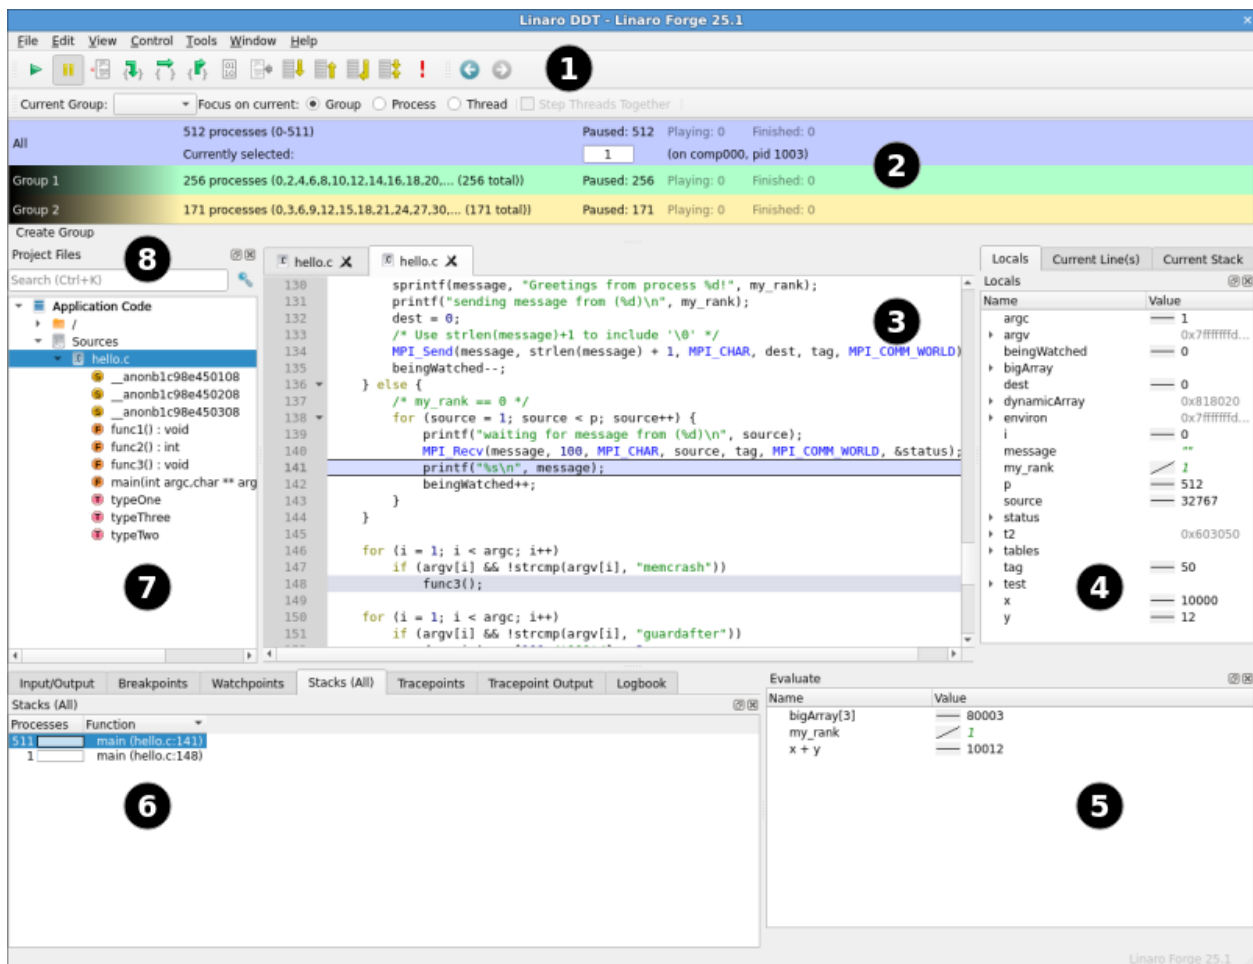 Linaro DDT - Linaro Forge 25.1
File Edit View Control Tools Window Help
1
Current Group: Focus on current: Group Process Thread Step Threads Together
All 512 processes (0-511) Paused: 512 Playing: 0 Finished: 0
Currently selected: 1 (on comp000, pid 1003)
2
Group 1 256 processes (0,2,4,6,8,10,12,14,16,18,20,... (256 total)) Paused: 256 Playing: 0 Finished: 0
Group 2 171 processes (0,3,6,9,12,15,18,21,24,27,30,... (171 total)) Paused: 171 Playing: 0 Finished: 0
Create Group
Project Files
8
Search (Ctrl+K)
Application Code
/
Sources
hello.c
__anonb1c98e450108
__anonb1c98e450208
__anonb1c98e450308
func1() : void
func2() : int
func3() : void
main(int argc,char ** arg
typeOne
typeThree
typeTwo
7
hello.c hello.c
130 sprintf(message, "Greetings from process %d!", my_rank);
131 printf("sending message from (%d)\n", my_rank);
132 dest = 0;
133 /* Use strlen(message)+1 to include '\0' */
134 MPI_Send(message, strlen(message) + 1, MPI_CHAR, dest, tag, MPI_COMM_WORLD)
135 beingWatched--;
136 } else {
137 /* my_rank == 0 */
138 for (source = 1; source < p; source++) {
139 printf("waiting for message from (%d)\n", source);
140 MPI_Recv(message, 100, MPI_CHAR, source, tag, MPI_COMM_WORLD, &status);
141 printf("%s\n", message);
142 beingWatched++;
143 }
144 }
145
146 for (i = 1; i < argc; i++)
147 if (argv[i] && !strcmp(argv[i], "memcrash"))
148 func3();
149
150 for (i = 1; i < argc; i++)
151 if (argv[i] && !strcmp(argv[i], "guardafter"))
3
Locals Current Line(s) Current Stack
Locals
Name Value
argc 1
argv 0x7fffffffd...
beingWatched 0
bigArray
dest 0
dynamicArray 0x818020
environ 0x7fffffffd...
i 0
message ""
my_rank 1
p 512
source 32767
status
t2 0x603050
tables
tag 50
test
x 10000
y 12
4
Input/Output Breakpoints Watchpoints Stacks (All) Tracepoints Tracepoint Output Logbook
Stacks (All)
Processes Function
511 main (hello.c:141)
1 main (hello.c:148)
6
Evaluate
Name Value
bigArray[3] 80003
my_rank 1
x + y 10012
5
Linaro Forge 25.1